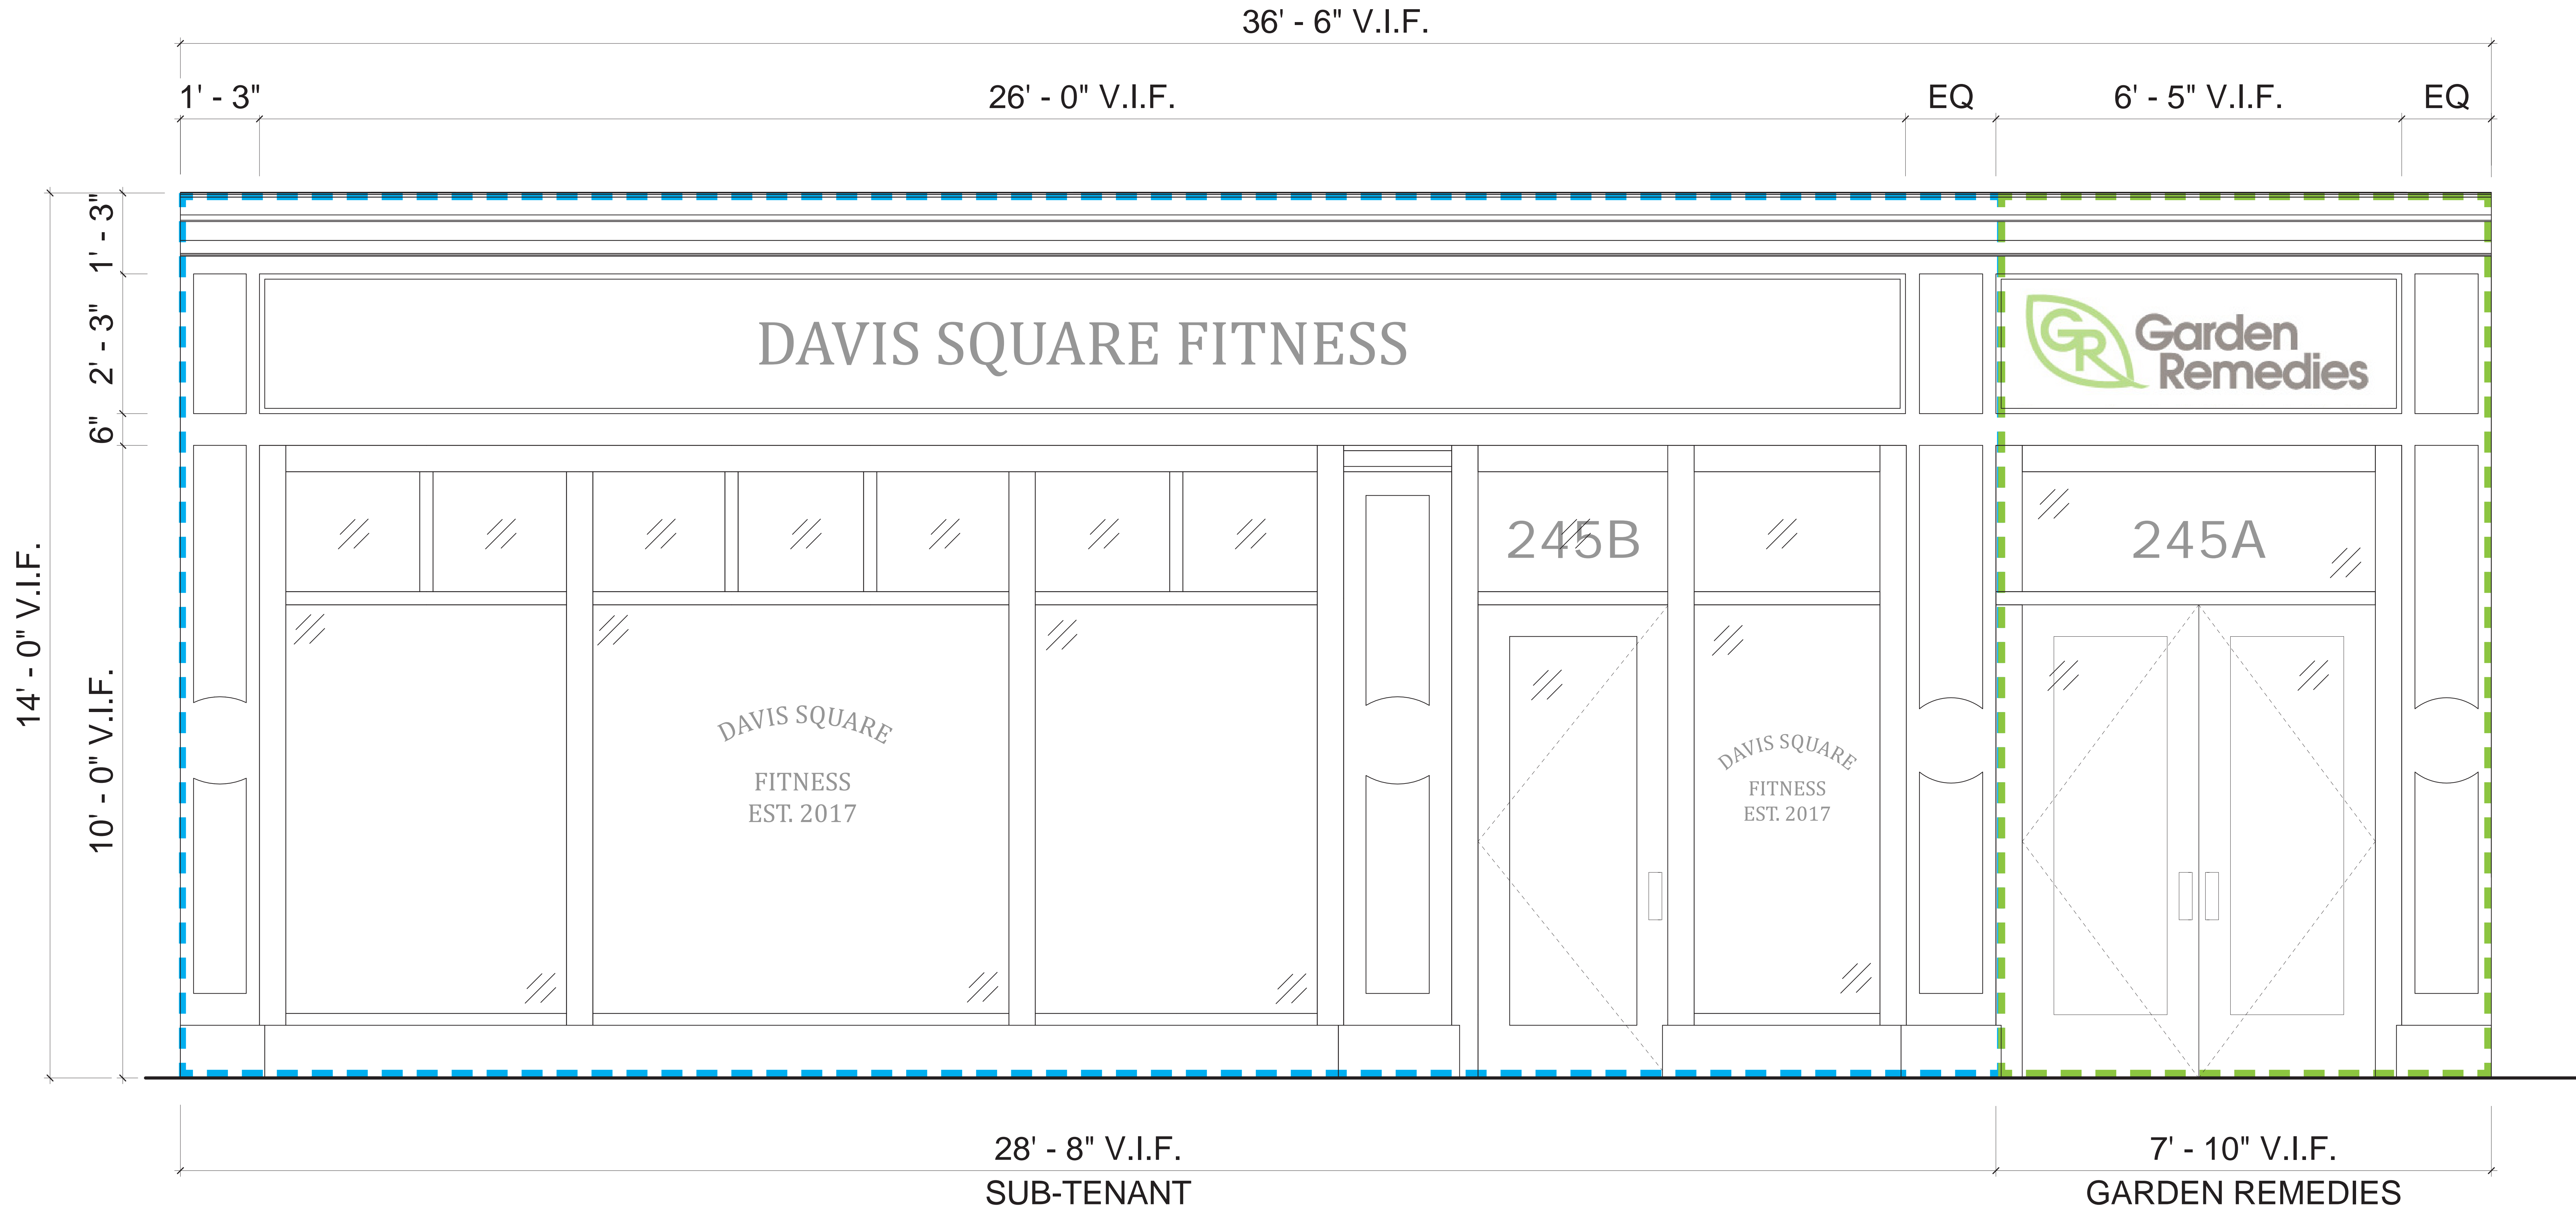 36' - 6" V.I.F.
1' - 3"
26' - 0" V.I.F.
EQ
6' - 5" V.I.F.
EQ
14' - 0" V.I.F.
1' - 3"
2' - 3"
6"
10' - 0" V.I.F.
DAVIS SQUARE FITNESS
GR
Garden
Remedies
245B
245A
DAVIS SQUARE
FITNESS
EST. 2017
DAVIS SQUARE
FITNESS
EST. 2017
28' - 8" V.I.F.
SUB-TENANT
7' - 10" V.I.F.
GARDEN REMEDIES